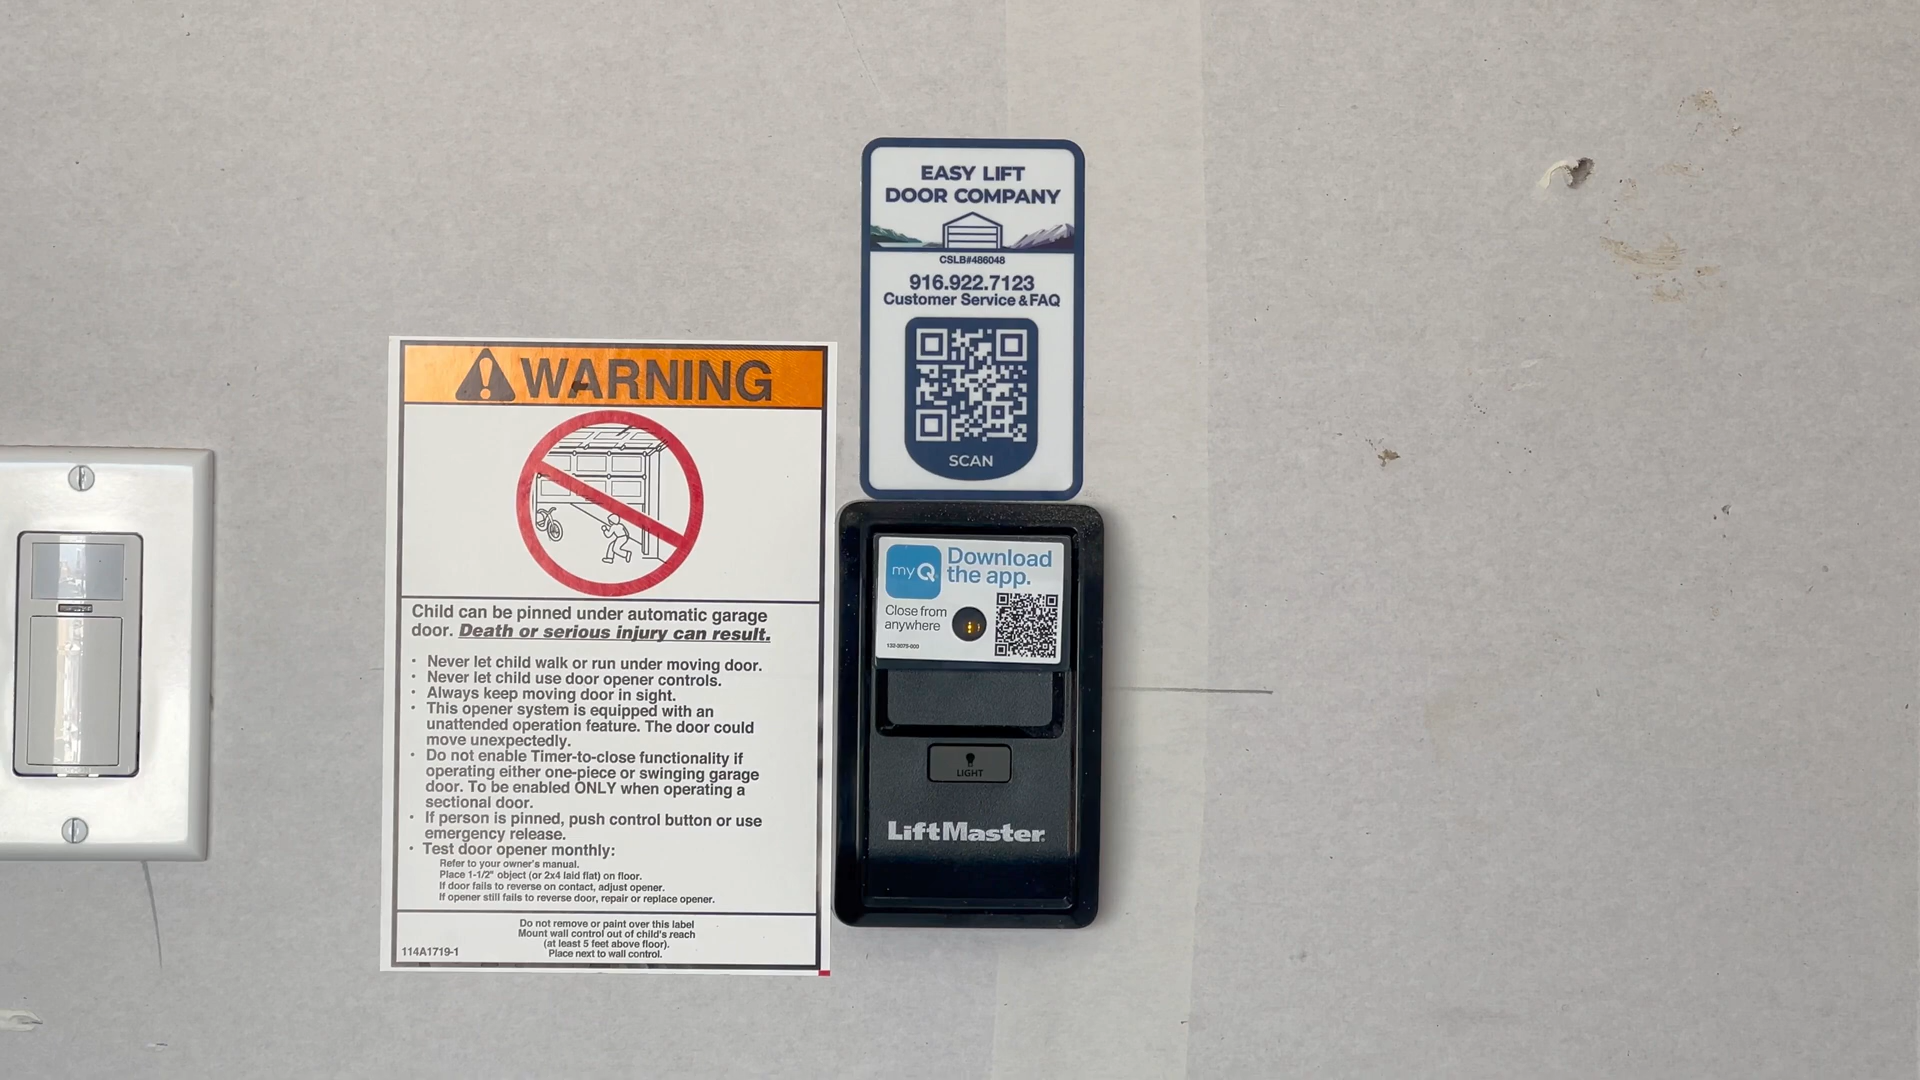 EASY LIFT
DOOR COMPANY
CSLB#486048
916.922.7123
Customer Service & FAQ
SCAN
WARNING
Child can be pinned under automatic garage
door. Death or serious injury can result.
• Never let child walk or run under moving door.
• Never let child use door opener controls.
• Always keep moving door in sight.
• This opener system is equipped with an
unattended operation feature. The door could
move unexpectedly.
• Do not enable Timer-to-close functionality if
operating either one-piece or swinging garage
door. To be enabled ONLY when operating a
sectional door.
• If person is pinned, push control button or use
emergency release.
• Test door opener monthly:
Refer to your owner's manual.
Place 1-1/2" object (or 2x4 laid flat) on floor.
If door fails to reverse on contact, adjust opener.
If opener still fails to reverse door, repair or replace opener.
Do not remove or paint over this label
Mount wall control out of child's reach
(at least 5 feet above floor).
Place next to wall control.
114A1719-1
myQ
Download
the app.
Close from
anywhere
LIGHT
LiftMaster